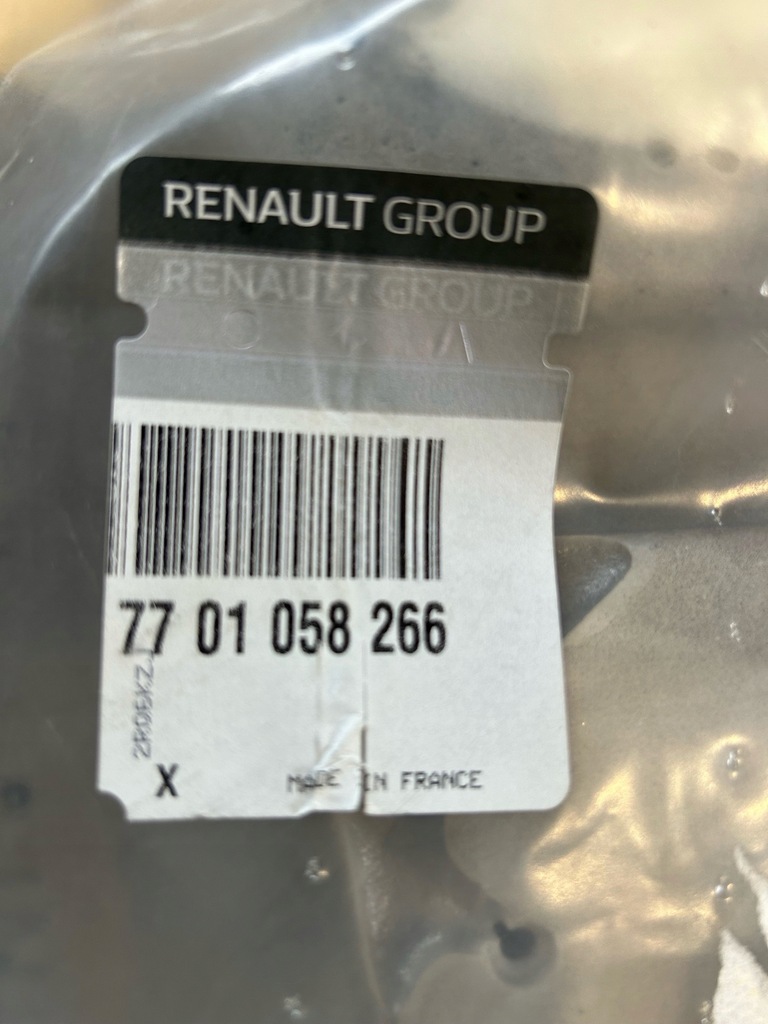 RENAULT GROUP
RENAULT GROUP
77 01 058 266
X
MADE IN FRANCE